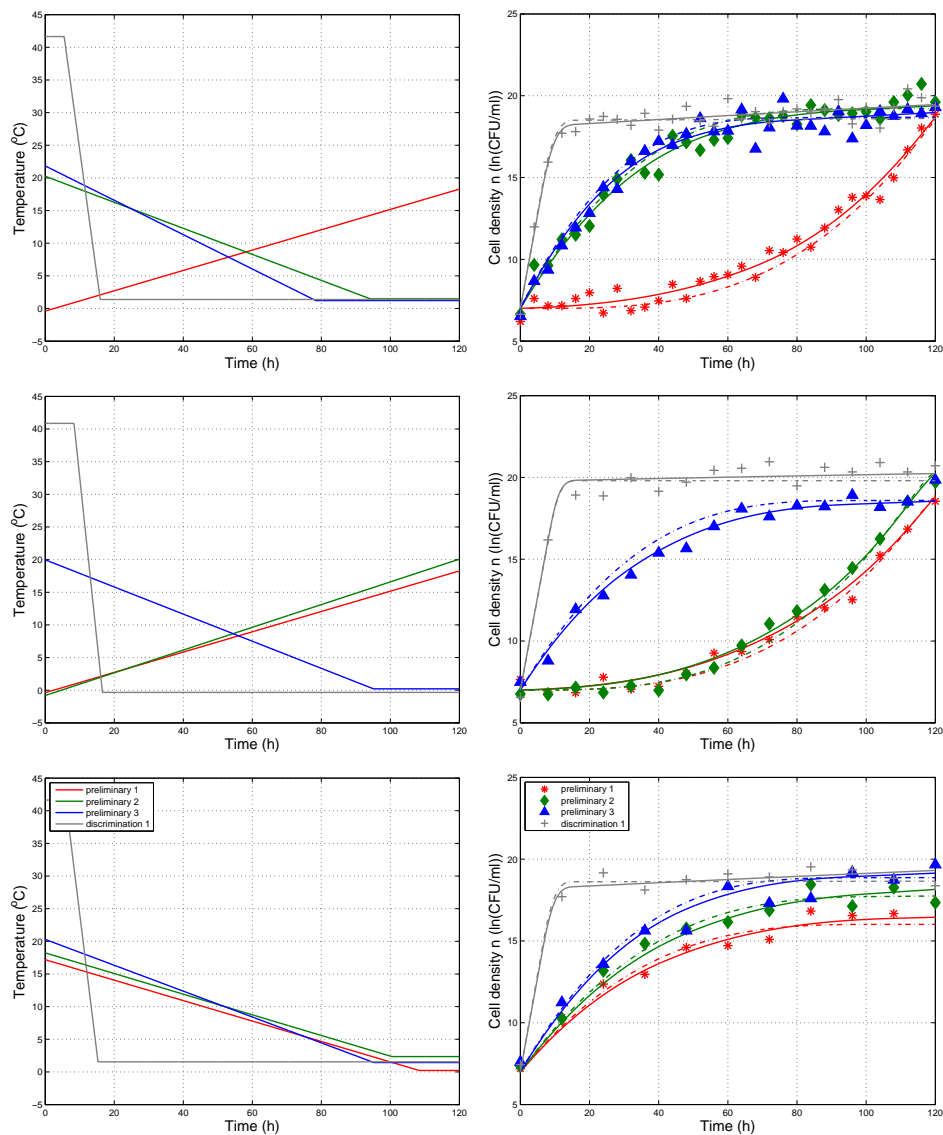 45
40
35
30
25
20
15
10
5
0
−5
0 20 40 60 80 100 120
Temperature (⁰C)
Time (h)
25
20
15
10
5
0 20 40 60 80 100 120
Cell density n (ln(CFU/ml))
Time (h)
45
40
35
30
25
20
15
10
5
0
−5
0 20 40 60 80 100 120
Temperature (⁰C)
Time (h)
25
20
15
10
5
0 20 40 60 80 100 120
Cell density n (ln(CFU/ml))
Time (h)
45
40
35
30
25
20
15
10
5
0
−5
0 20 40 60 80 100 120
Temperature (⁰C)
Time (h)
preliminary 1
preliminary 2
preliminary 3
discrimination 1
25
20
15
10
5
0 20 40 60 80 100 120
Cell density n (ln(CFU/ml))
Time (h)
preliminary 1
preliminary 2
preliminary 3
discrimination 1